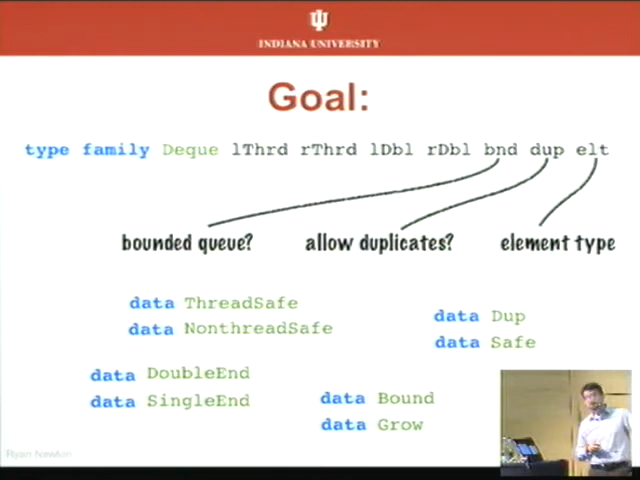 INDIANA UNIVERSITY
Goal:
type family Deque lThrd rThrd lDbl rDbl bnd dup elt
bounded queue? allow duplicates? element type
data ThreadSafe
data NonthreadSafe
data Dup
data Safe
data DoubleEnd
data SingleEnd
data Bound
data Grow
Ryan Newton